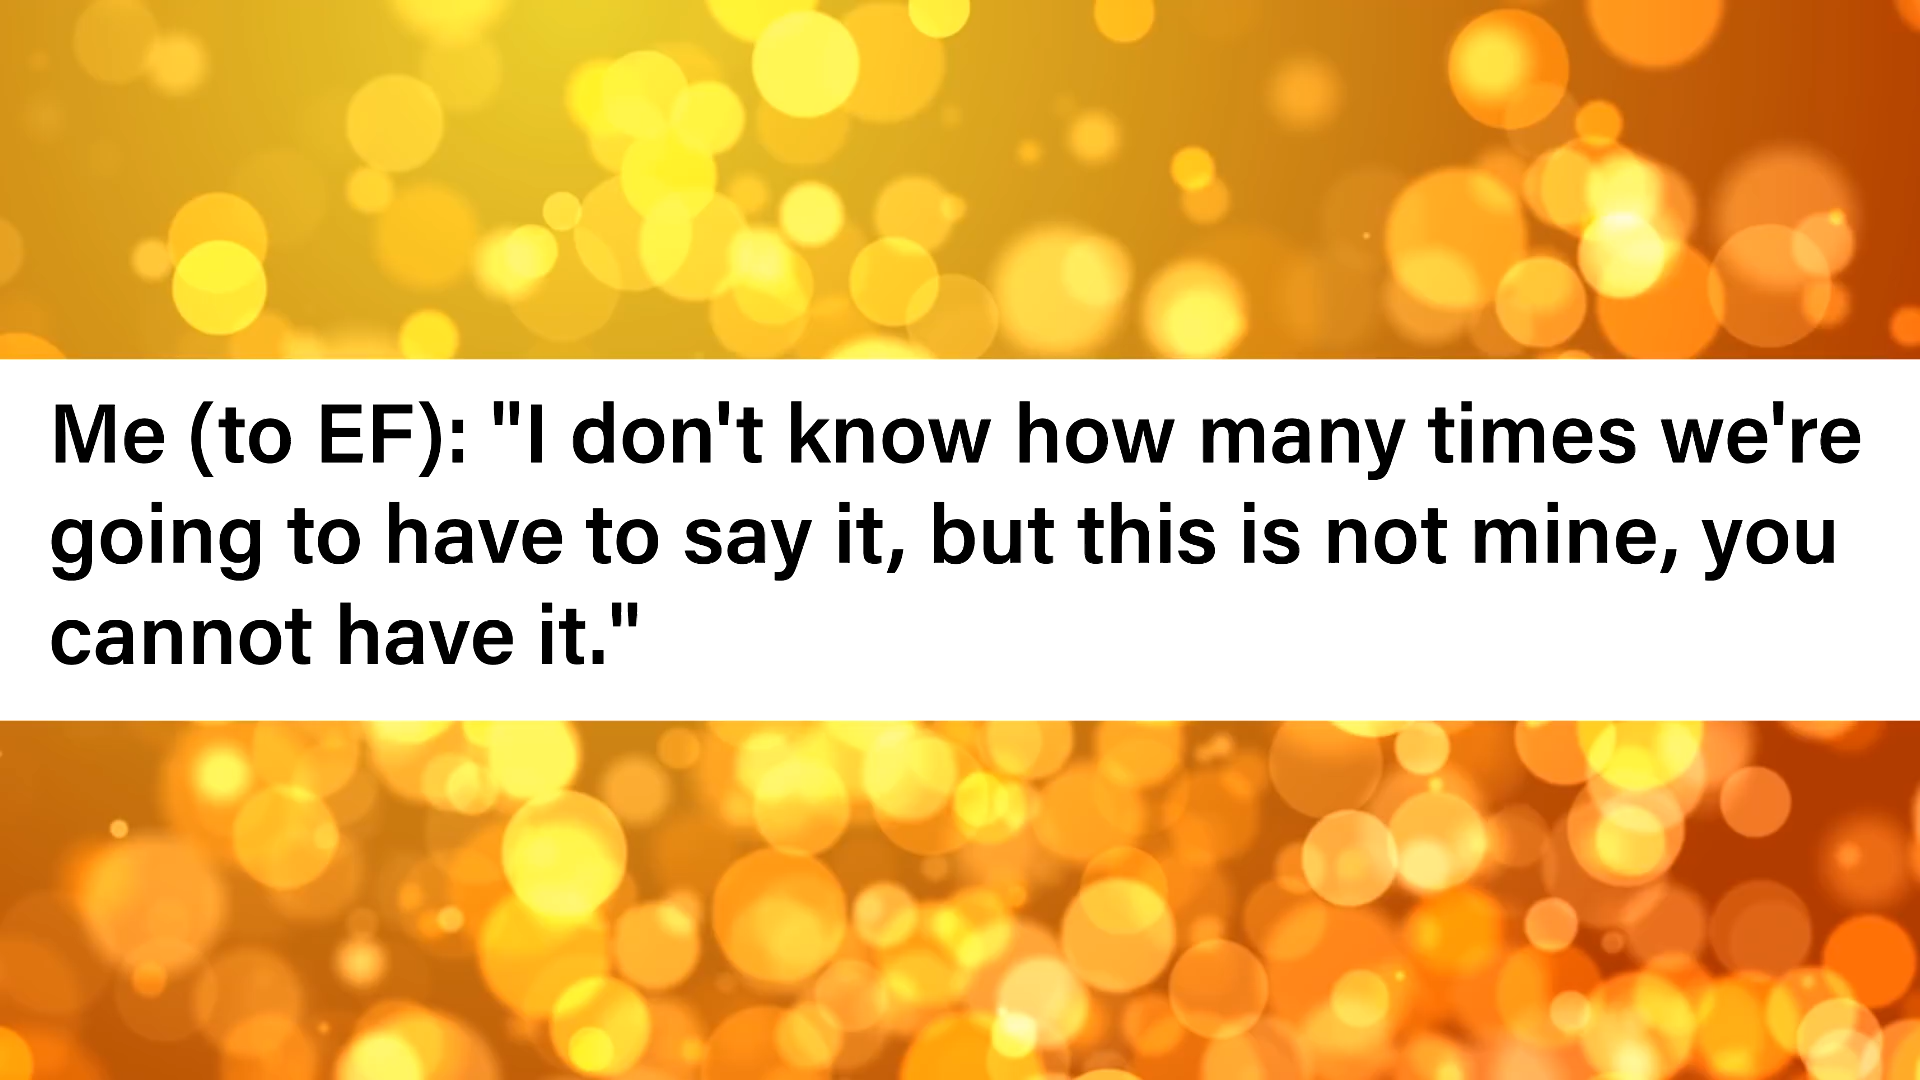 Me (to EF): "I don't know how many times we're
going to have to say it, but this is not mine, you
cannot have it."